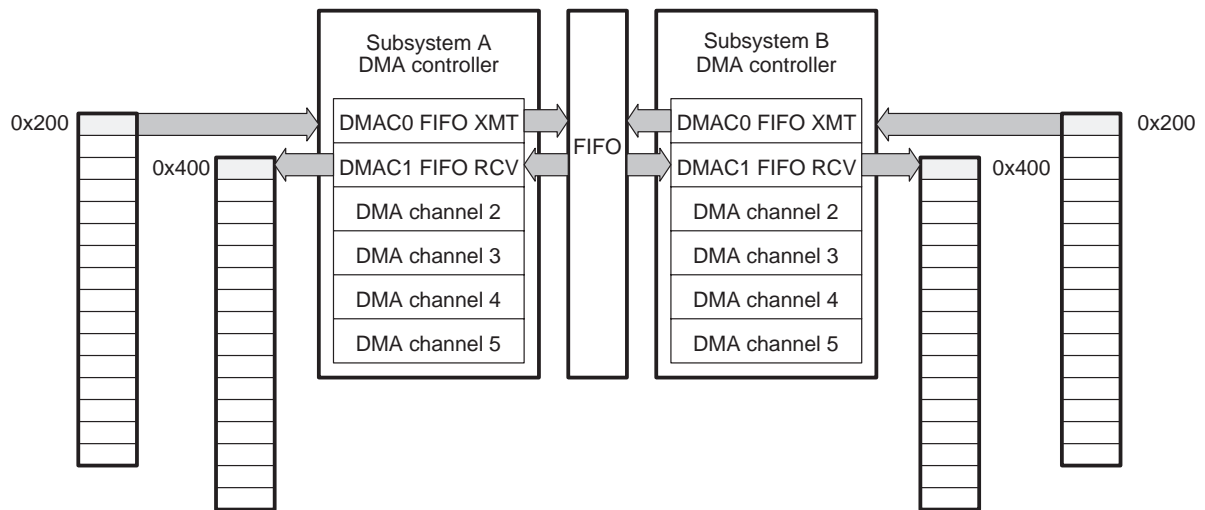 Subsystem A
DMA controller
Subsystem B
DMA controller
0x200
DMAC0 FIFO XMT
FIFO
DMAC0 FIFO XMT
0x200
0x400
DMAC1 FIFO RCV
DMAC1 FIFO RCV
0x400
DMA channel 2
DMA channel 2
DMA channel 3
DMA channel 3
DMA channel 4
DMA channel 4
DMA channel 5
DMA channel 5